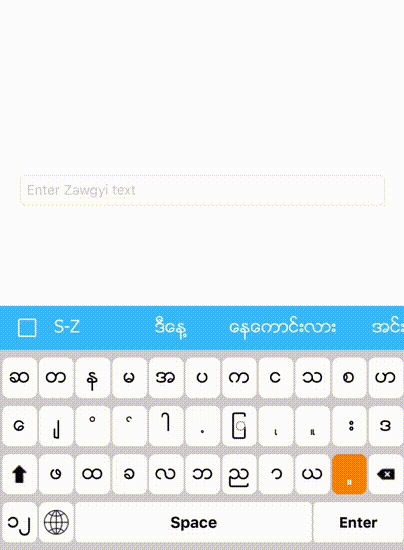 Enter Zawgyi text
S-Z ဒီနေ့ နေကောင်းလား အင်း
ဆ တ န မ အ ပ က င သ စ ဟ
ေ ျ ိ ် ါ ့ ြ ု ူ း ဒ
ဖ ထ ခ လ ဘ ည ာ ယ ။
၁၂ Space Enter